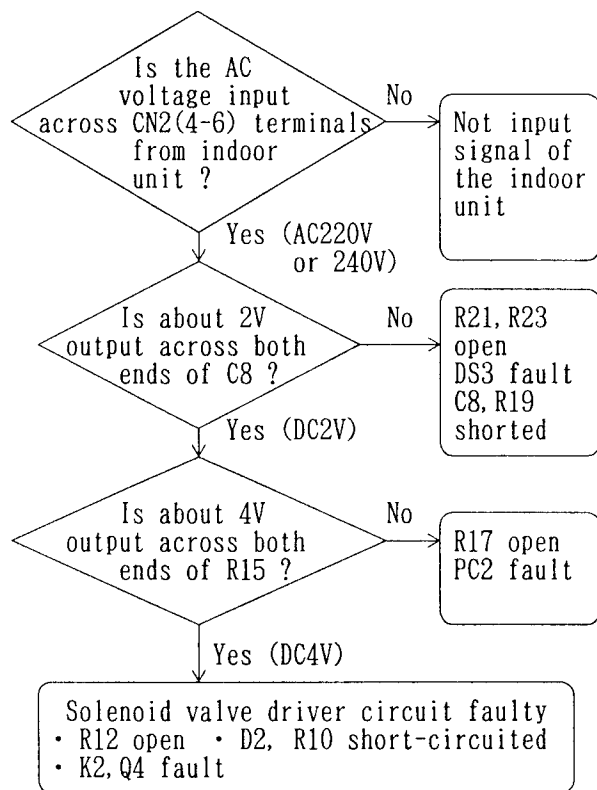 Is the AC
voltage input
across CN2(4-6) terminals
from indoor
unit ?
No
Not input
signal of
the indoor
unit
Yes (AC220V
or 240V)
Is about 2V
output across both
ends of C8 ?
No
R21, R23
open
DS3 fault
C8, R19
shorted
Yes (DC2V)
Is about 4V
output across both
ends of R15 ?
No
R17 open
PC2 fault
Yes (DC4V)
Solenoid valve driver circuit faulty
· R12 open · D2, R10 short-circuited
· K2, Q4 fault